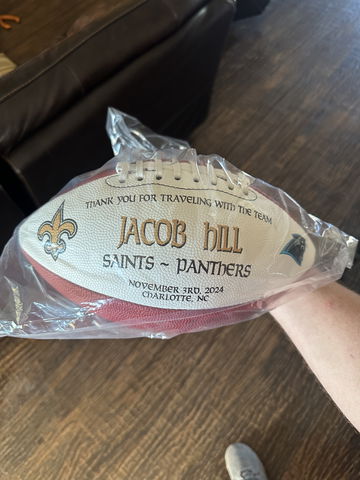 THANK YOU FOR TRAVELING WITH THE TEAM
JACOB HILL
SAINTS ~ PANTHERS
NOVEMBER 3RD, 2024
CHARLOTTE, NC